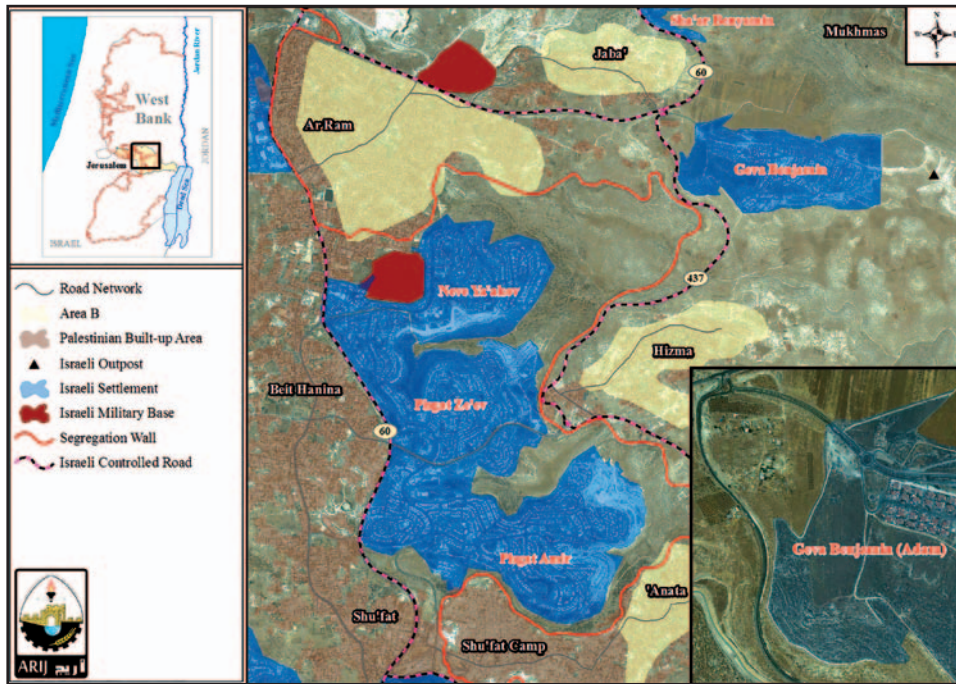 Mediterranean Sea
Jordan River
West
Bank
Jerusalem
JORDAN
Dead Sea
ISRAEL
Road Network
Area B
Palestinian Built-up Area
Israeli Outpost
Israeli Settlement
Israeli Military Base
Segregation Wall
Israeli Controlled Road
ARIJ أريج
Sha'ar Benyamin
Mukhmas
N
W
E
S
Jaba'
60
Ar Ram
Geva Benjamin
Neve Ya'akov
437
Hizma
Beit Hanina
Pisgat Ze'ev
60
Geva Benjamin (Adam)
Pisgat Amir
'Anata
Shu'fat
Shu'fat Camp